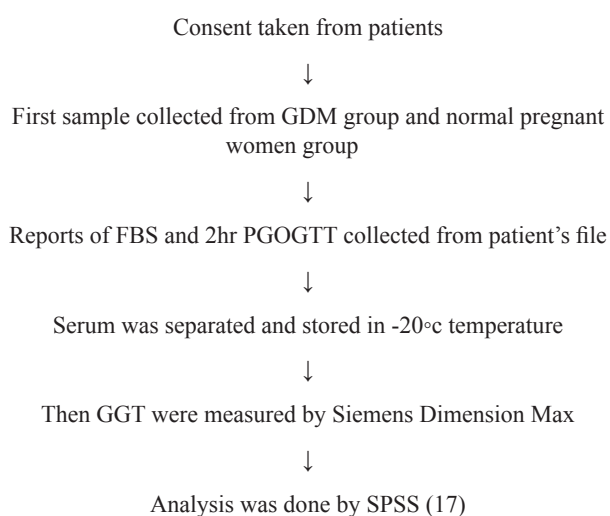 Consent taken from patients
↓
First sample collected from GDM group and normal pregnant
women group
↓
Reports of FBS and 2hr PGOGTT collected from patient’s file
↓
Serum was separated and stored in -20◦c temperature
↓
Then GGT were measured by Siemens Dimension Max
↓
Analysis was done by SPSS (17)